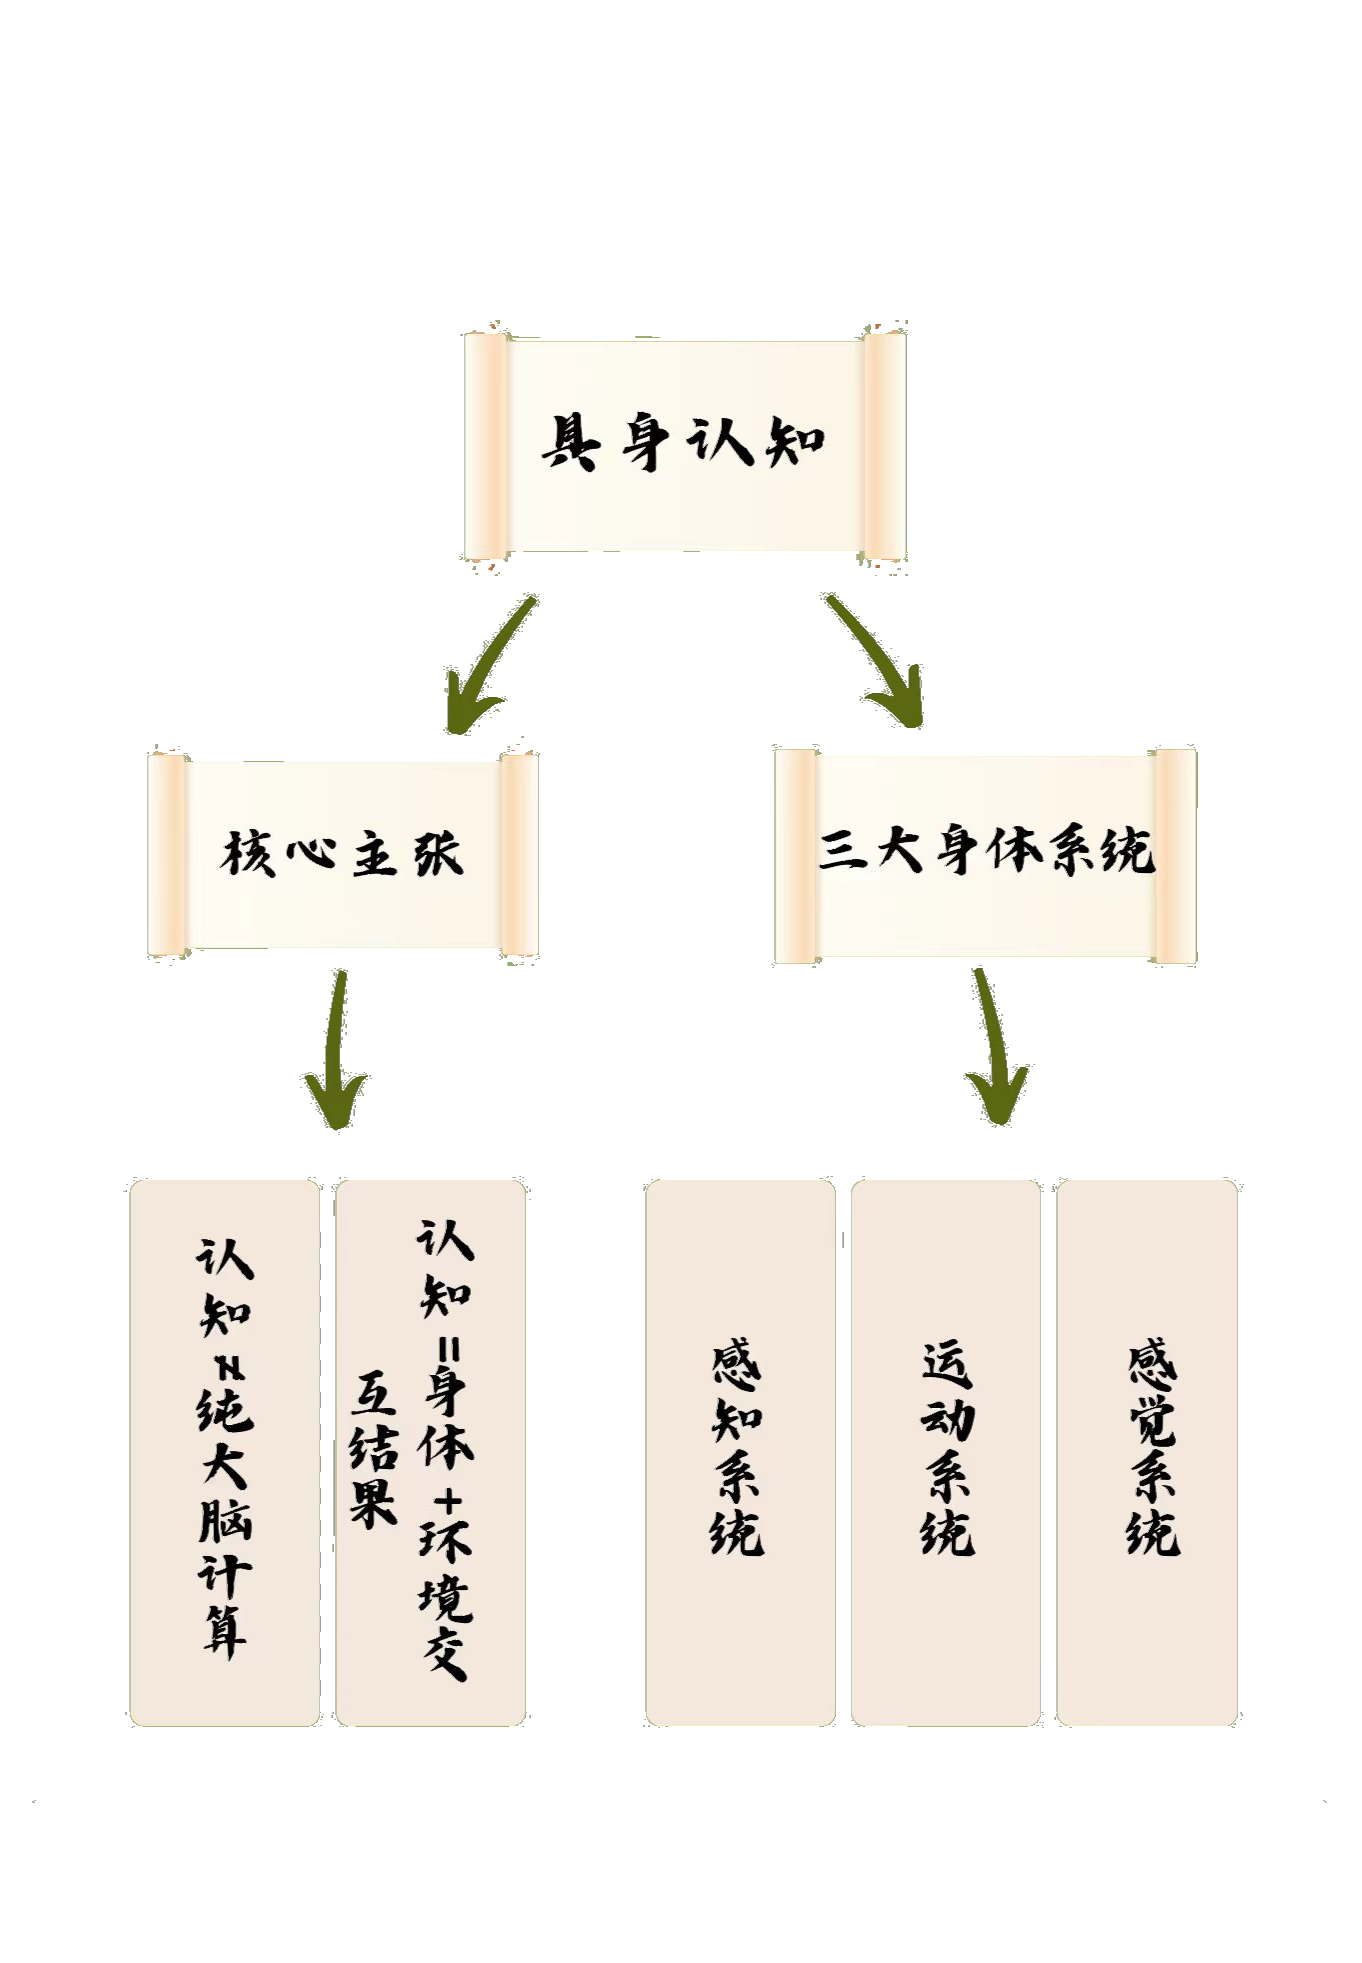 具身认知
核心主张
三大身体系统
认知≠纯大脑计算
认知=身体+环境交
互结果
感知系统
运动系统
感觉系统